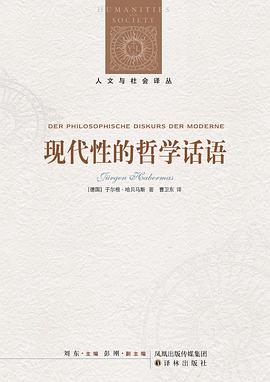 HUMANITIES
SOCIETY
人文与社会译丛
DER PHILOSOPHISCHE DISKURS DER MODERNE
现代性的哲学话语
Jürgen Habermas
[德国] 于尔根·哈贝马斯 著 曹卫东 译
刘东·主编 彭刚·副主编
凤凰出版传媒集团
译林出版社